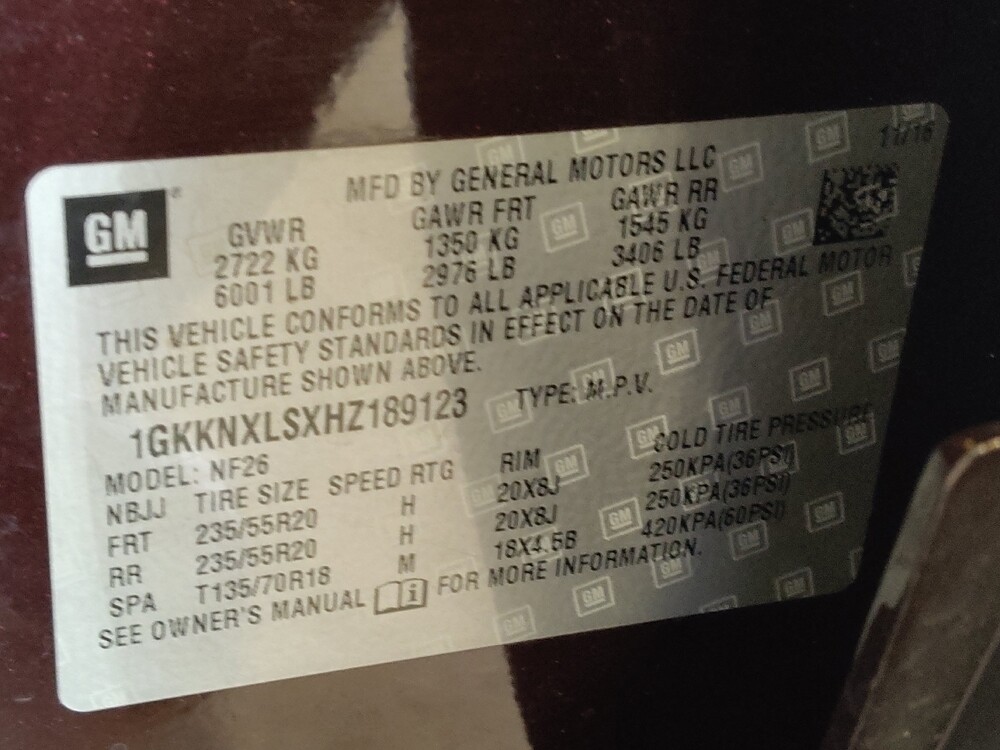 11/16
MFD BY GENERAL MOTORS LLC
GM ®
GVWR GAWR FRT GAWR RR
2722 KG 1350 KG 1545 KG
6001 LB 2976 LB 3406 LB
THIS VEHICLE CONFORMS TO ALL APPLICABLE U.S. FEDERAL MOTOR
VEHICLE SAFETY STANDARDS IN EFFECT ON THE DATE OF
MANUFACTURE SHOWN ABOVE.
1GKKNXLSXHZ189123 TYPE: M.P.V.
MODEL: NF26
NBJJ TIRE SIZE SPEED RTG RIM COLD TIRE PRESSURE
FRT 235/55R20 H 20X8J 250KPA(36PSI)
RR 235/55R20 H 20X8J 250KPA(36PSI)
SPA T135/70R18 M 18X4.5B 420KPA(60PSI)
SEE OWNER'S MANUAL FOR MORE INFORMATION.